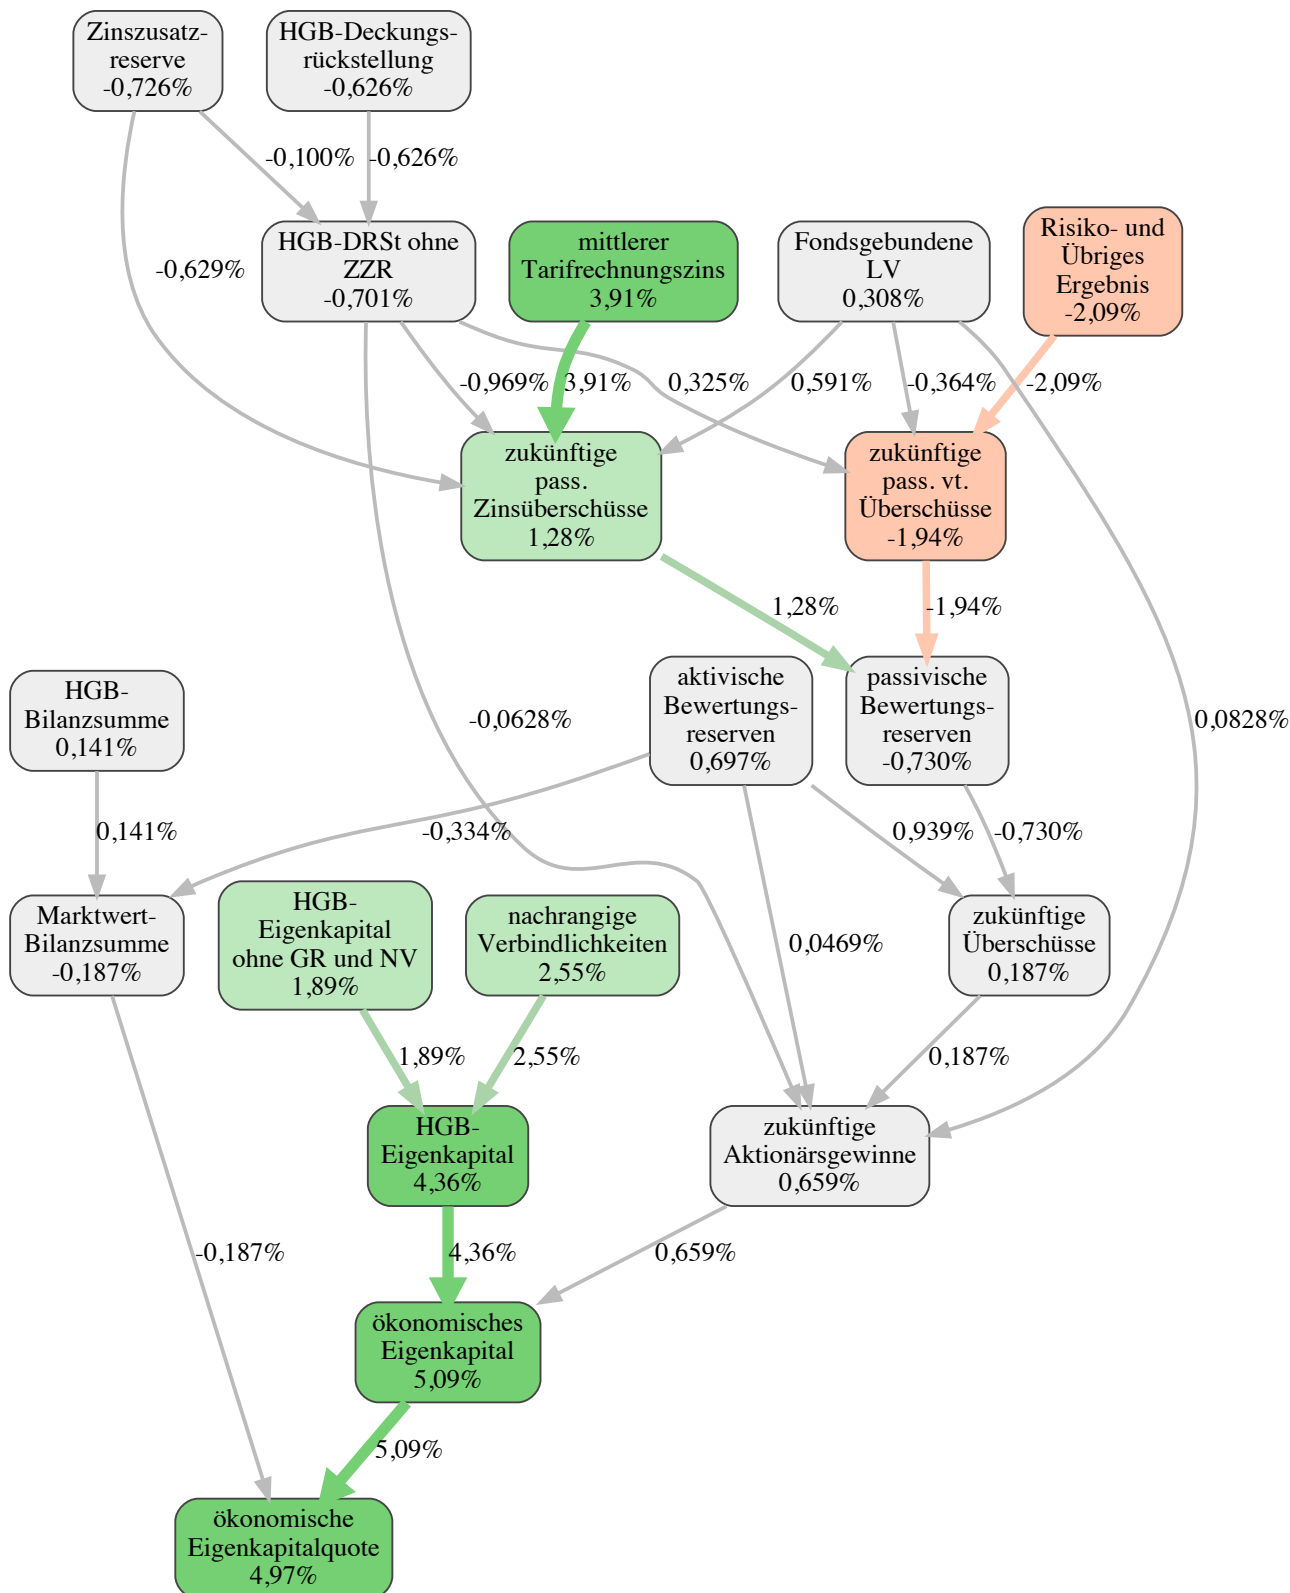 Zinszusatz-
reserve
-0,726%
HGB-Deckungs-
rückstellung
-0,626%
-0,100%
-0,626%
HGB-DRSt ohne
ZZR
-0,701%
mittlerer
Tarifrechnungszins
3,91%
Fondsgebundene
LV
0,308%
Risiko- und
Übriges
Ergebnis
-2,09%
-0,629%
-0,969%
3,91%
0,325%
0,591%
-0,364%
-2,09%
zukünftige
pass.
Zinsüberschüsse
1,28%
zukünftige
pass. vt.
Überschüsse
-1,94%
1,28%
-1,94%
HGB-
Bilanzsumme
0,141%
-0,0628%
aktivische
Bewertungs-
reserven
0,697%
passivische
Bewertungs-
reserven
-0,730%
0,0828%
0,141%
-0,334%
0,939%
-0,730%
Marktwert-
Bilanzsumme
-0,187%
HGB-
Eigenkapital
ohne GR und NV
1,89%
nachrangige
Verbindlichkeiten
2,55%
0,0469%
zukünftige
Überschüsse
0,187%
1,89%
2,55%
0,187%
HGB-
Eigenkapital
4,36%
zukünftige
Aktionärsgewinne
0,659%
-0,187%
4,36%
0,659%
ökonomisches
Eigenkapital
5,09%
5,09%
ökonomische
Eigenkapitalquote
4,97%